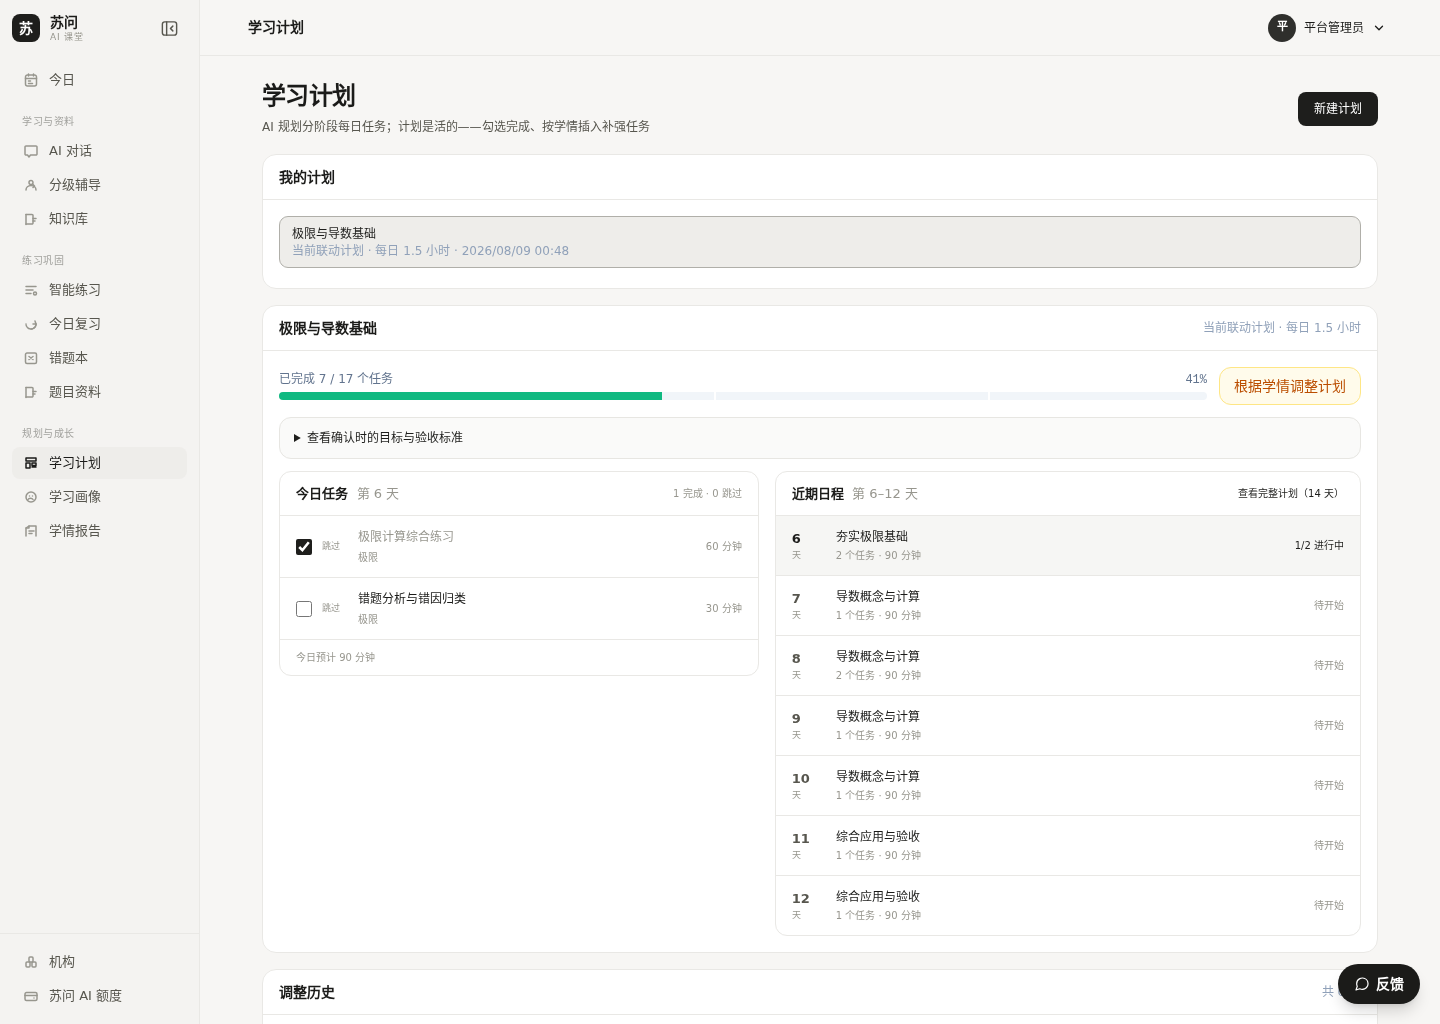 苏
苏问
AI 课堂
今日
学习与资料
AI 对话
分级辅导
知识库
练习巩固
智能练习
今日复习
错题本
题目资料
规划与成长
学习计划
学习画像
学情报告
机构
苏问 AI 额度
学习计划
平
平台管理员
学习计划
AI 规划分阶段每日任务；计划是活的——勾选完成、按学情插入补强任务
新建计划
我的计划
极限与导数基础
当前联动计划 · 每日 1.5 小时 · 2026/08/09 00:48
极限与导数基础
当前联动计划 · 每日 1.5 小时
已完成 7 / 17 个任务
41%
根据学情调整计划
查看确认时的目标与验收标准
今日任务 第 6 天
1 完成 · 0 跳过
跳过
极限计算综合练习
极限
60 分钟
跳过
错题分析与错因归类
极限
30 分钟
今日预计 90 分钟
近期日程 第 6–12 天
查看完整计划（14 天）
6
天
夯实极限基础
2 个任务 · 90 分钟
1/2 进行中
7
天
导数概念与计算
1 个任务 · 90 分钟
待开始
8
天
导数概念与计算
2 个任务 · 90 分钟
待开始
9
天
导数概念与计算
1 个任务 · 90 分钟
待开始
10
天
导数概念与计算
1 个任务 · 90 分钟
待开始
11
天
综合应用与验收
1 个任务 · 90 分钟
待开始
12
天
综合应用与验收
1 个任务 · 90 分钟
待开始
调整历史
共
反馈